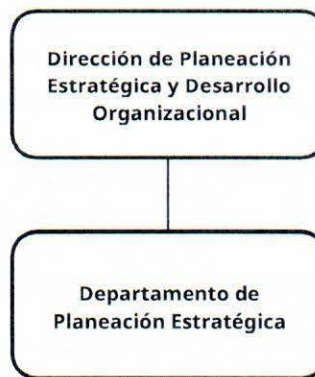 Dirección de Planeación
Estratégica y Desarrollo
Organizacional
Departamento de
Planeación Estratégica